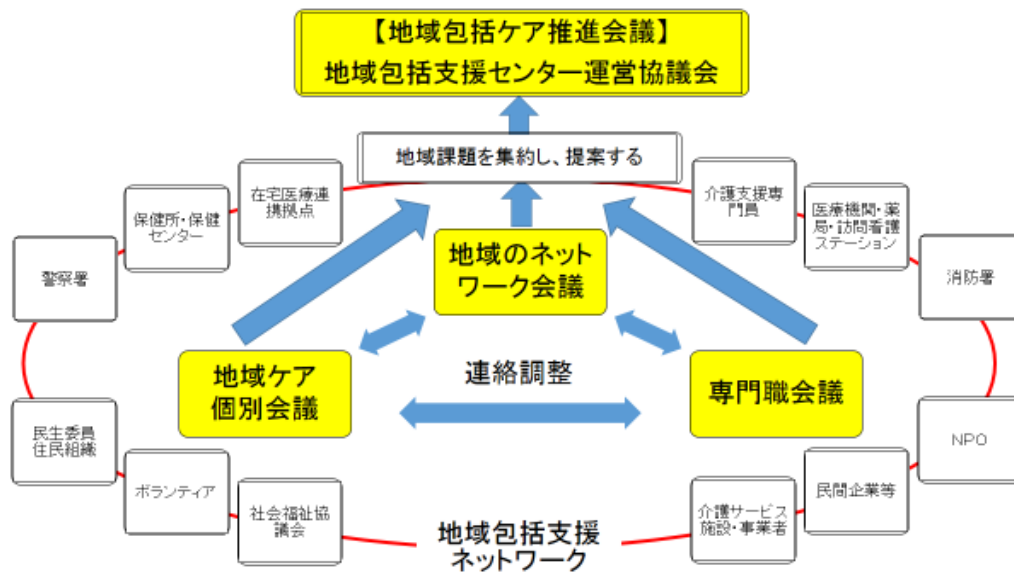 【地域包括ケア推進会議】
地域包括支援センター運営協議会
地域課題を集約し、提案する
在宅医療連
携拠点
介護支援専
門員
保健所・保健
センター
医療機関・薬
局・訪問看護
ステーション
地域のネット
ワーク会議
警察署
消防署
地域ケア
個別会議
連絡調整
専門職会議
民生委員
住民組織
NPO
ボランティア
民間企業等
社会福祉協
議会
介護サービス
施設・事業者
地域包括支援
ネットワーク